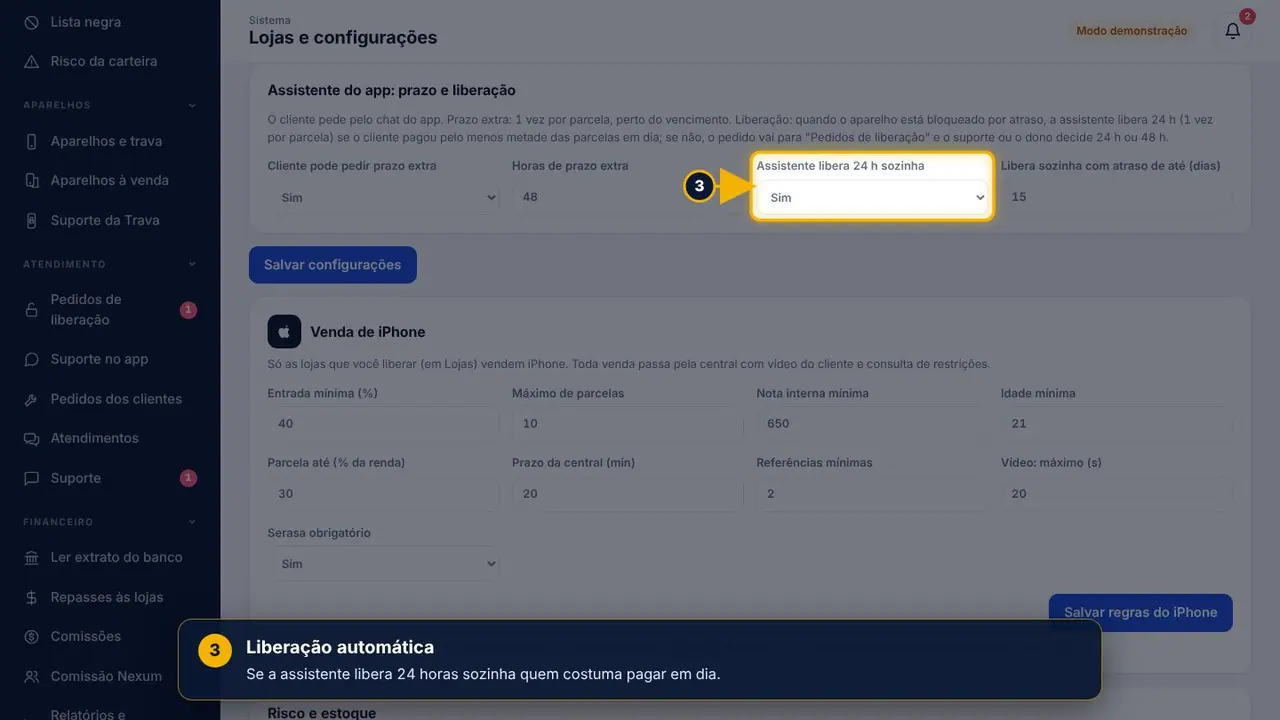 Lista negra
Risco da carteira
APARELHOS
Aparelhos e trava
Aparelhos à venda
Suporte da Trava
ATENDIMENTO
Pedidos de
liberação
1
Suporte no app
Pedidos dos clientes
Atendimentos
Suporte
1
FINANCEIRO
Ler extrato do banco
Repasses às lojas
Comissões
Comissão Nexum
Relatórios e
Sistema
Lojas e configurações
Modo demonstração
2
Assistente do app: prazo e liberação
O cliente pede pelo chat do app. Prazo extra: 1 vez por parcela, perto do vencimento. Liberação: quando o aparelho está bloqueado por atraso, a assistente libera 24 h (1 vez
por parcela) se o cliente pagou pelo menos metade das parcelas em dia; se não, o pedido vai para "Pedidos de liberação" e o suporte ou o dono decide 24 h ou 48 h.
Cliente pode pedir prazo extra
Sim
Horas de prazo extra
48
3
Assistente libera 24 h sozinha
Sim
Libera sozinha com atraso de até (dias)
15
Salvar configurações
Venda de iPhone
Só as lojas que você liberar (em Lojas) vendem iPhone. Toda venda passa pela central com vídeo do cliente e consulta de restrições.
Entrada mínima (%)
40
Máximo de parcelas
10
Nota interna mínima
650
Idade mínima
21
Parcela até (% da renda)
30
Prazo da central (min)
20
Referências mínimas
2
Vídeo: máximo (s)
20
Serasa obrigatório
Sim
Salvar regras do iPhone
3
Liberação automática
Se a assistente libera 24 horas sozinha quem costuma pagar em dia.
Risco e estoque